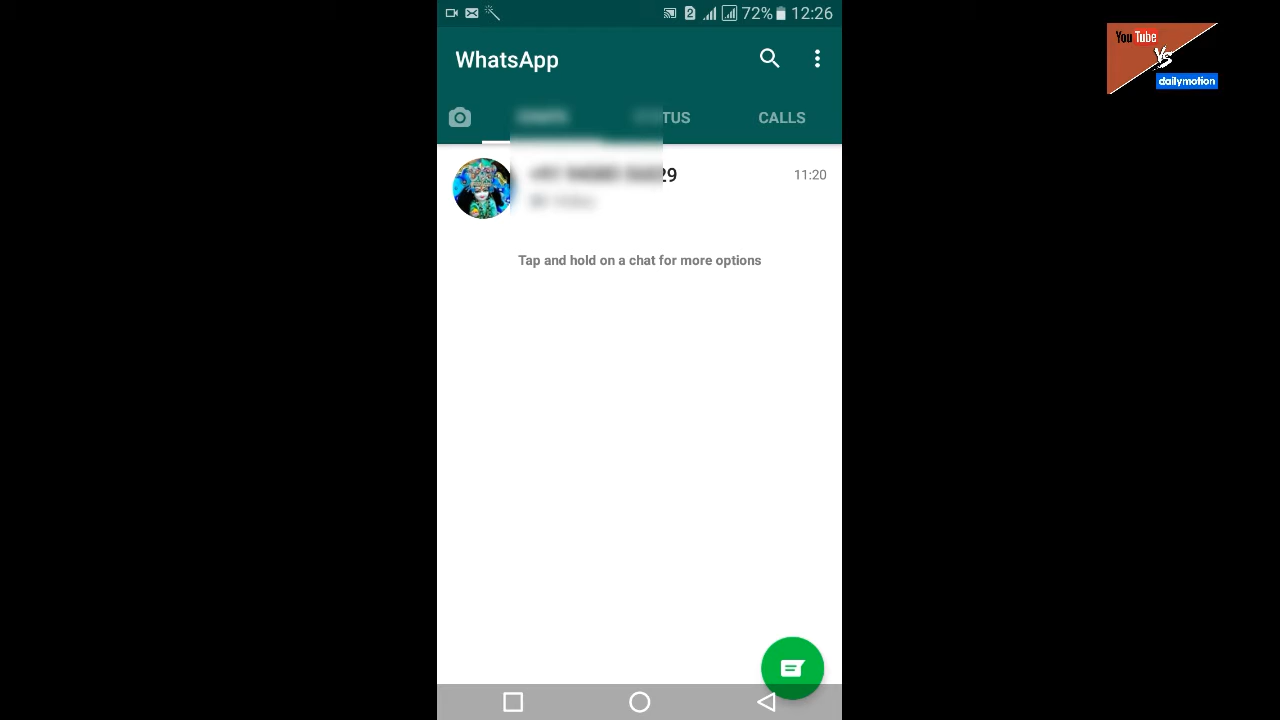 72% 12:26
You Tube
VS
dailymotion
WhatsApp
CALLS
11:20
Tap and hold on a chat for more options